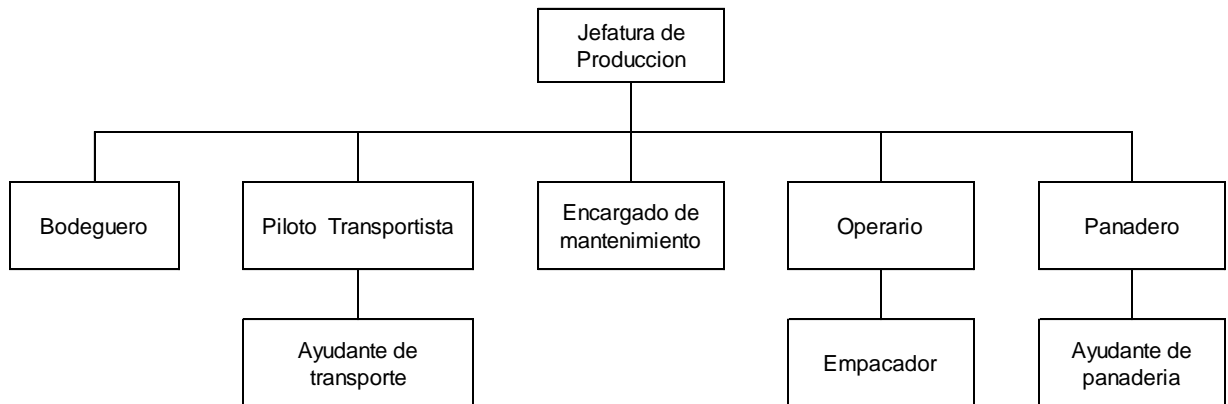 Jefatura de
Produccion
Bodeguero
Piloto Transportista
Encargado de
mantenimiento
Operario
Panadero
Ayudante de
transporte
Empacador
Ayudante de
panaderia